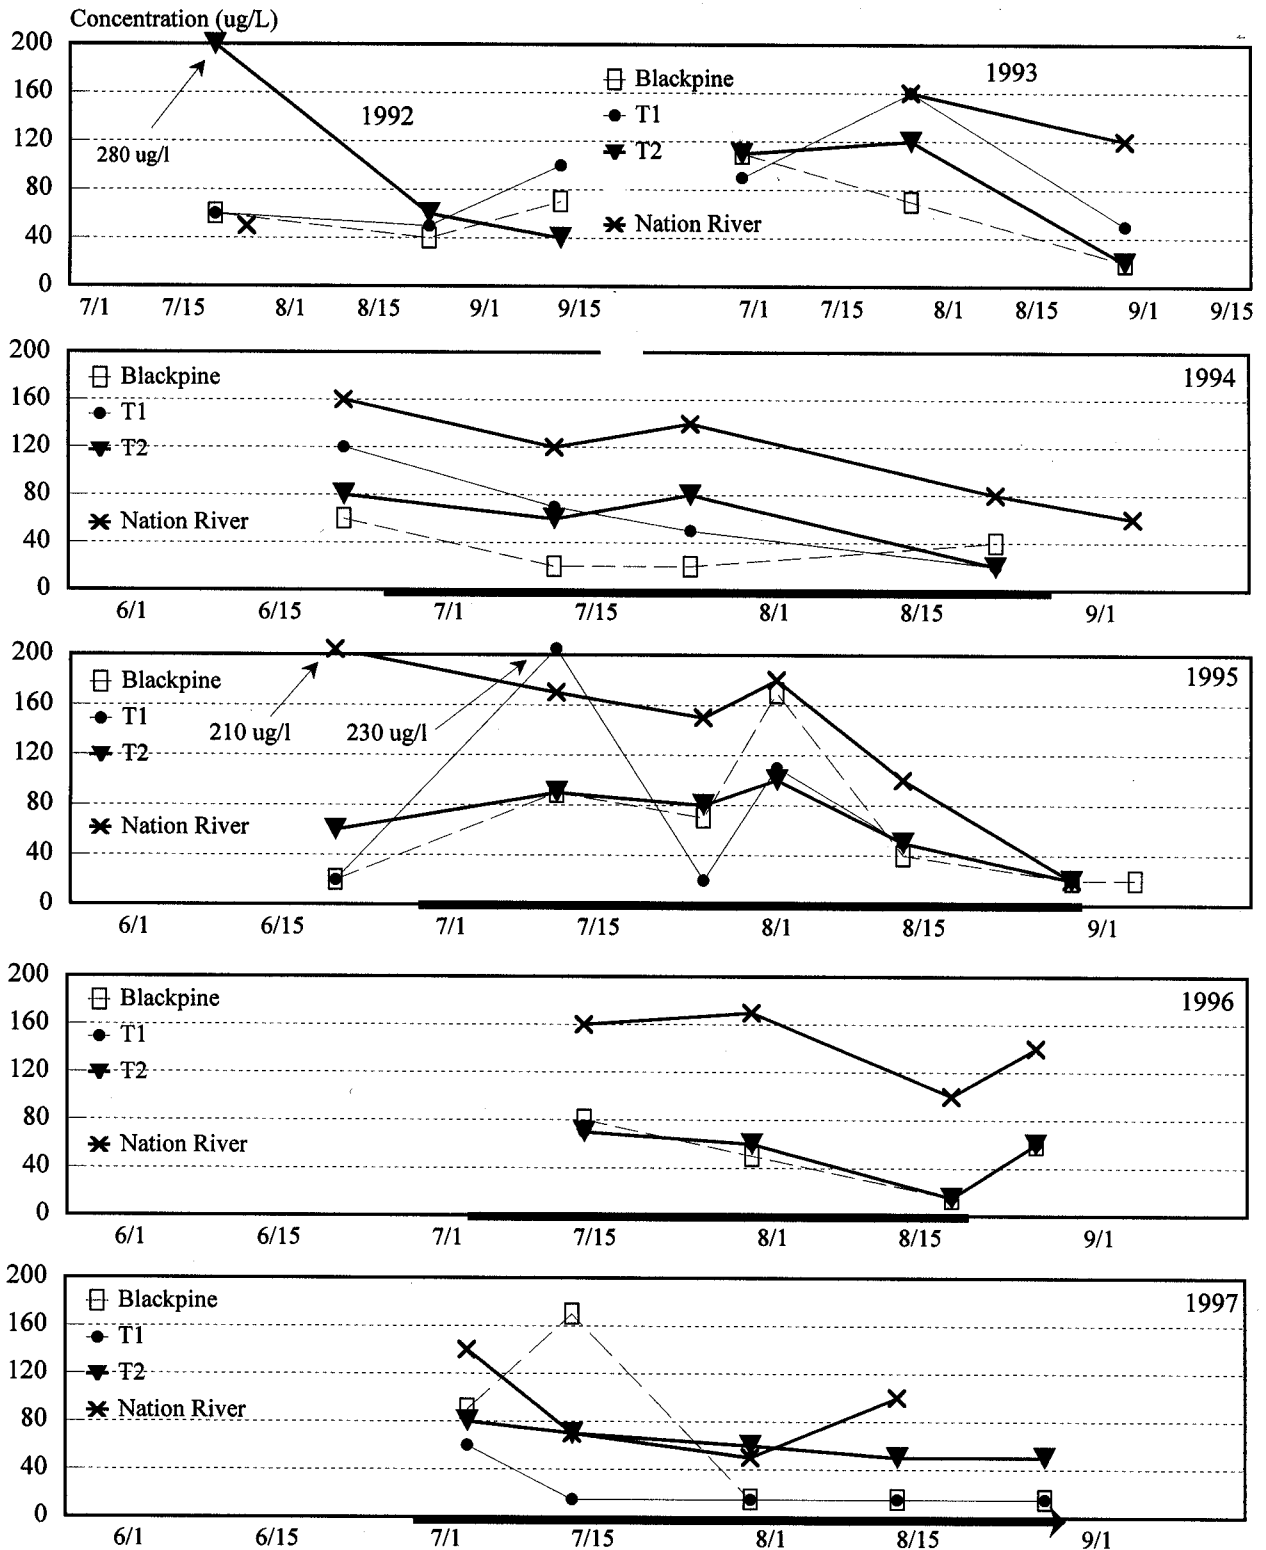 Concentration (ug/L)
200
160
120
80
40
0
280 ug/l
1992
Blackpine
T1
T2
Nation River
1993
7/1 7/15 8/1 8/15 9/1 9/15 7/1 7/15 8/1 8/15 9/1 9/15
200
160
120
80
40
0
Blackpine
T1
T2
Nation River
1994
6/1 6/15 7/1 7/15 8/1 8/15 9/1
200
160
120
80
40
0
Blackpine
T1
T2
Nation River
210 ug/l 230 ug/l
1995
6/1 6/15 7/1 7/15 8/1 8/15 9/1
200
160
120
80
40
0
Blackpine
T1
T2
Nation River
1996
6/1 6/15 7/1 7/15 8/1 8/15 9/1
200
160
120
80
40
0
Blackpine
T1
T2
Nation River
1997
6/1 6/15 7/1 7/15 8/1 8/15 9/1